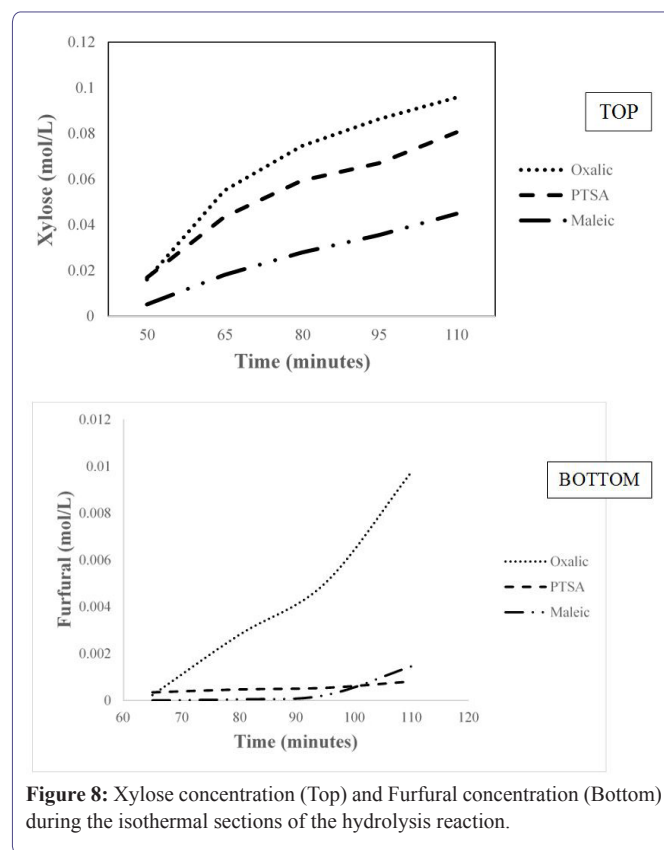 0.12
0.1
0.08
0.06
0.04
0.02
0
Xylose (mol/L)
50 65 80 95 110
Time (minutes)
TOP
Oxalic
PTSA
Maleic
0.012
0.01
0.008
0.006
0.004
0.002
0
Furfural (mol/L)
60 70 80 90 100 110 120
Time (minutes)
BOTTOM
Oxalic
PTSA
Maleic
Figure 8: Xylose concentration (Top) and Furfural concentration (Bottom)
during the isothermal sections of the hydrolysis reaction.